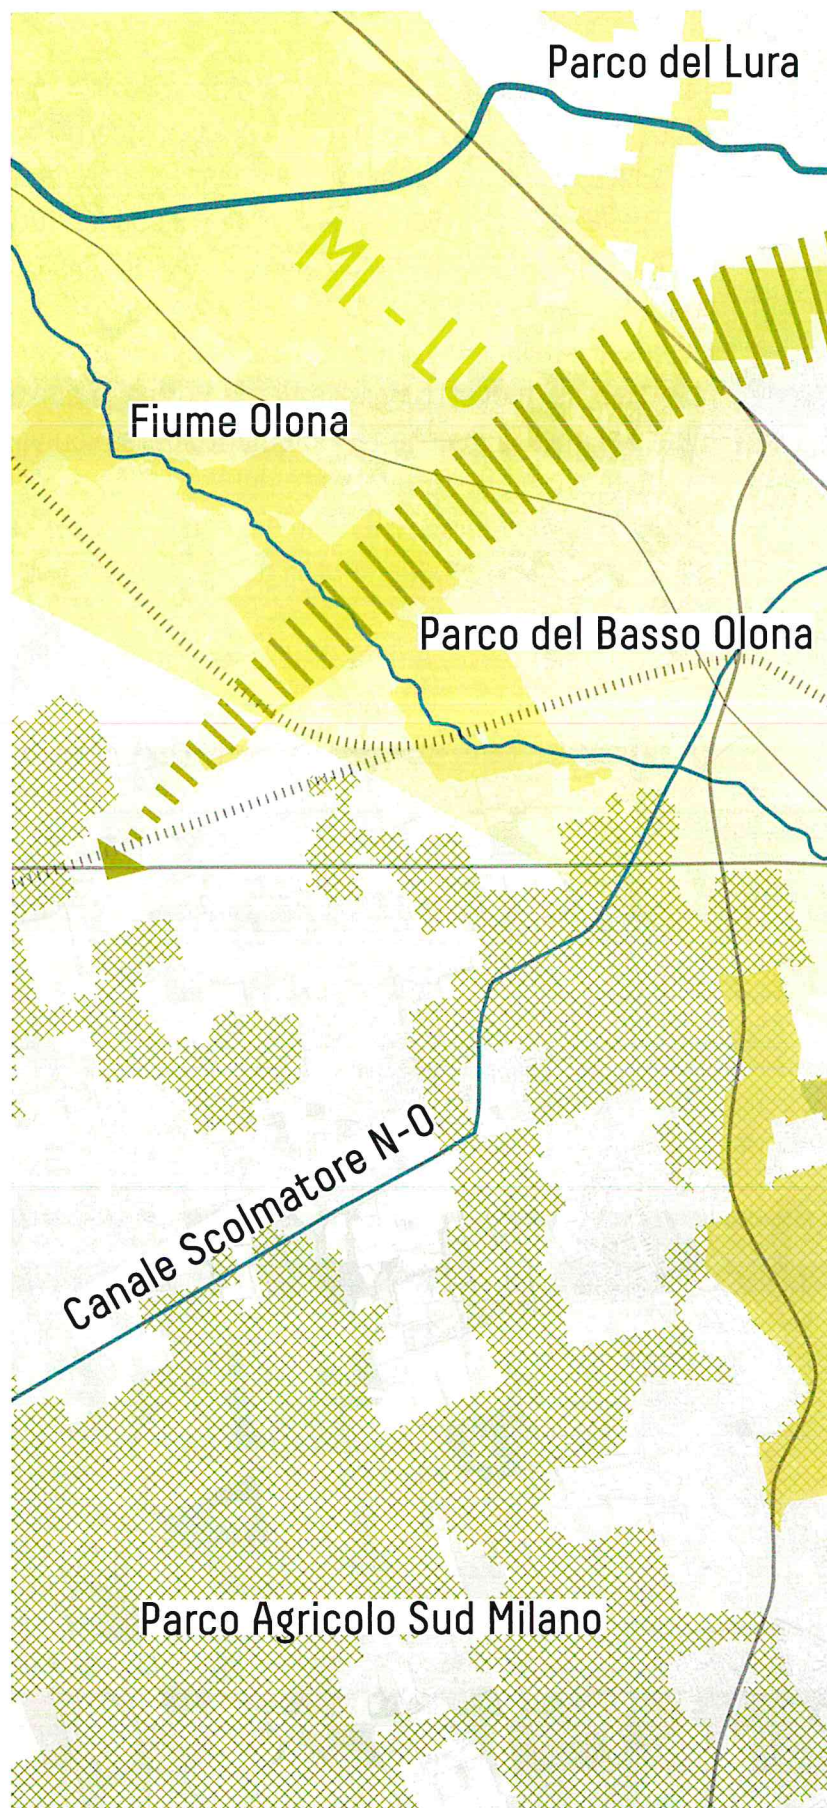 Parco del Lura
MI - LU
Fiume Olona
Parco del Basso Olona
Canale Scolmatore N-O
Parco Agricolo Sud Milano